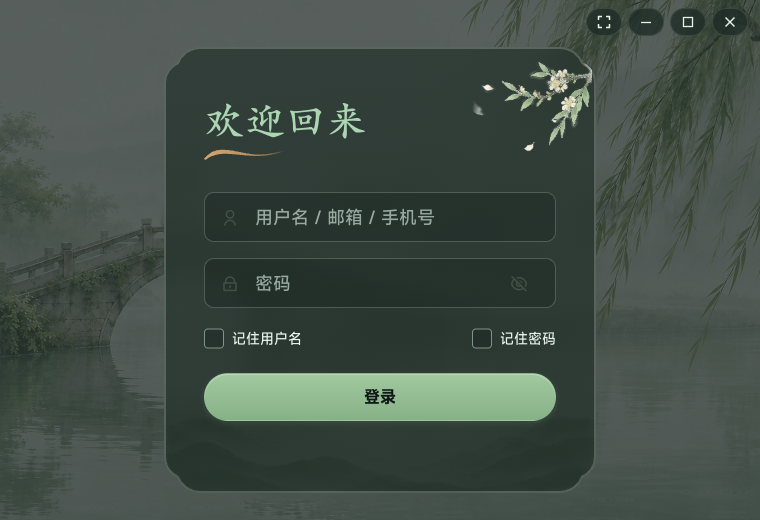 欢迎回来
用户名 / 邮箱 / 手机号
密码
记住用户名
记住密码
登录